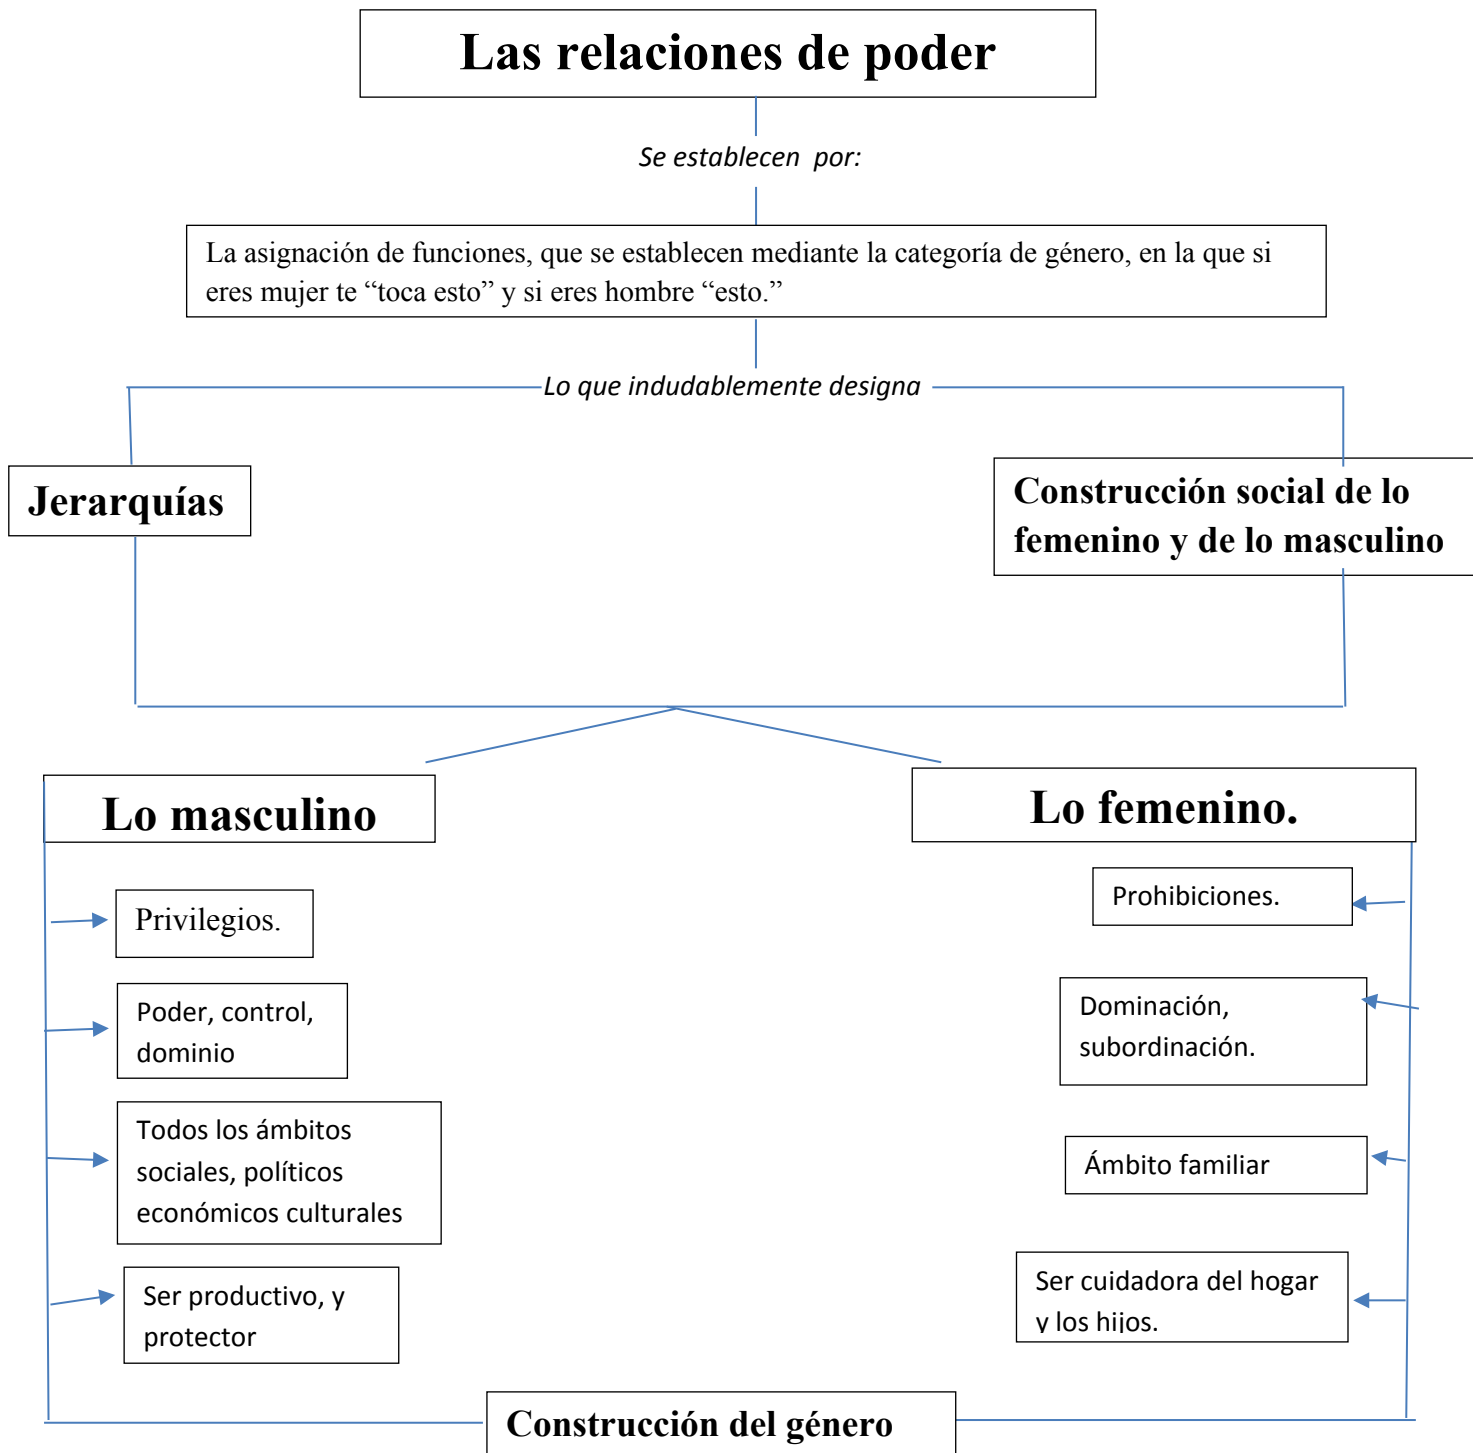 Las relaciones de poder
Se establecen por:
La asignación de funciones, que se establecen mediante la categoría de género, en la que si
eres mujer te “toca esto” y si eres hombre “esto.”
Lo que indudablemente designa
Jerarquías
Construcción social de lo
femenino y de lo masculino
Lo masculino
Lo femenino.
Privilegios.
Poder, control,
dominio
Todos los ámbitos
sociales, políticos
económicos culturales
Ser productivo, y
protector
Prohibiciones.
Dominación,
subordinación.
Ámbito familiar
Ser cuidadora del hogar
y los hijos.
Construcción del género